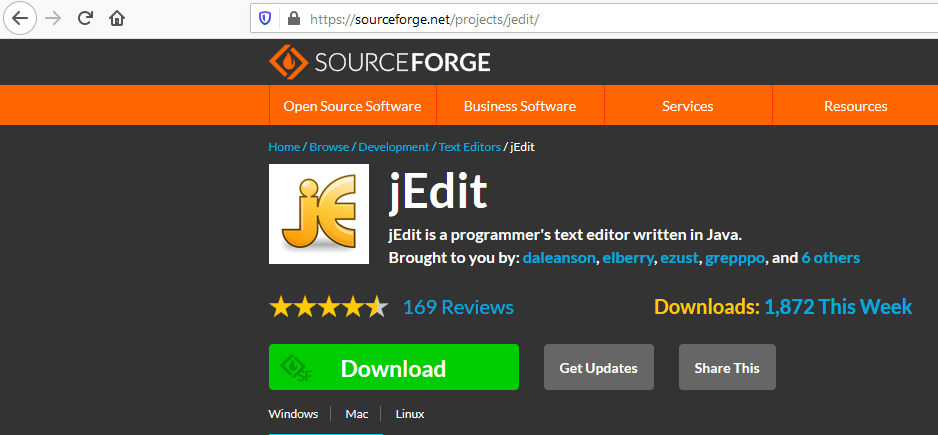 https://sourceforge.net/projects/jedit/
SOURCEFORGE
Open Source Software Business Software Services Resources
Home / Browse / Development / Text Editors / jEdit
jE
jEdit
jEdit is a programmer's text editor written in Java.
Brought to you by: daleanson, elberry, ezust, grepppo, and 6 others
169 Reviews Downloads: 1,872 This Week
SF Download Get Updates Share This
Windows Mac Linux